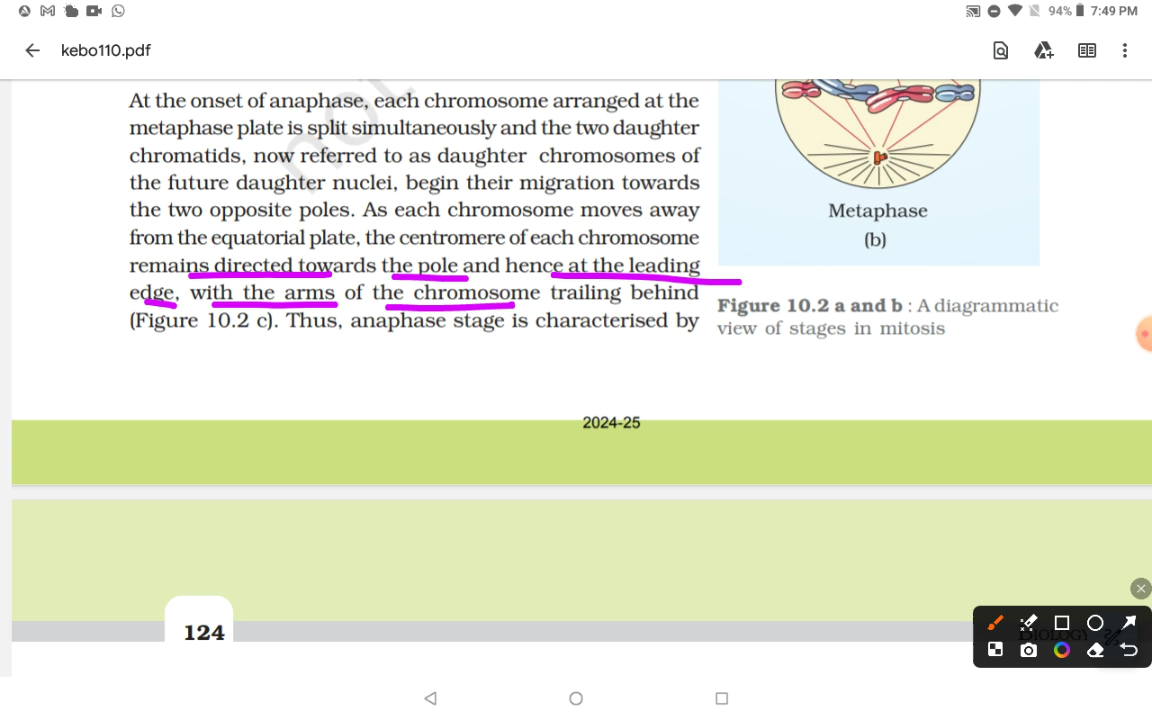 94% 7:49 PM
kebo110.pdf
At the onset of anaphase, each chromosome arranged at the
metaphase plate is split simultaneously and the two daughter
chromatids, now referred to as daughter chromosomes of
the future daughter nuclei, begin their migration towards
the two opposite poles. As each chromosome moves away
from the equatorial plate, the centromere of each chromosome
remains directed towards the pole and hence at the leading
edge, with the arms of the chromosome trailing behind
(Figure 10.2 c). Thus, anaphase stage is characterised by
not
Metaphase
(b)
Figure 10.2 a and b : A diagrammatic
view of stages in mitosis
2024-25
124
BIOLOGY